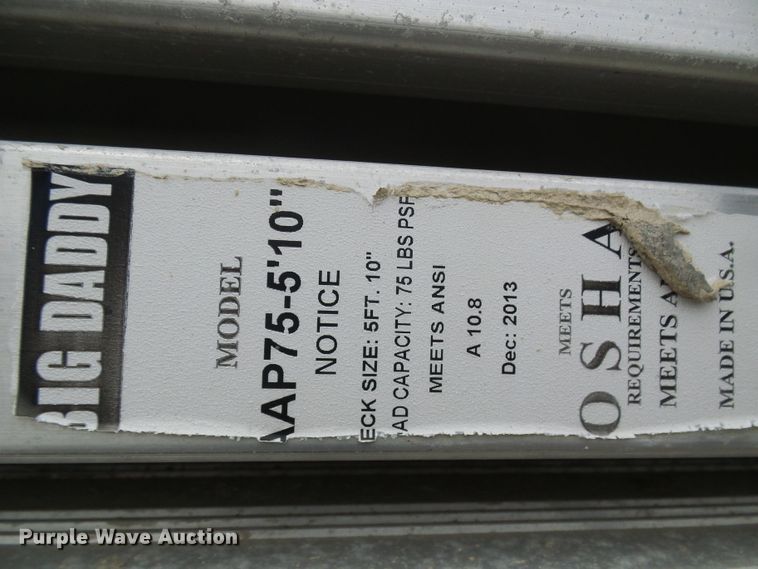 BIG DADDY
MODEL
AAP75-5'10"
NOTICE
ECK SIZE: 5FT. 10"
AD CAPACITY: 75 LBS PSF
MEETS ANSI
A 10.8
Dec: 2013
MEETS
OSHA
REQUIREMENTS
MEETS
MADE IN U.S.A.
Purple Wave Auction